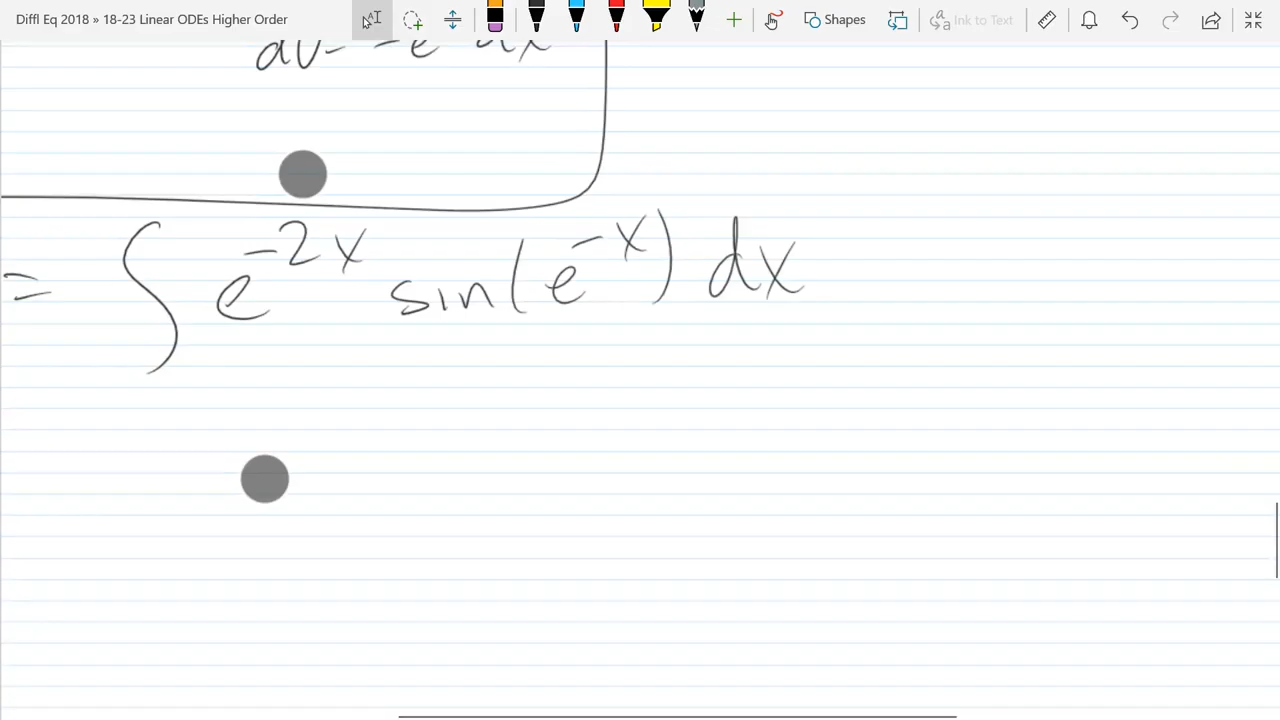 Diffl Eq 2018 » 18-23 Linear ODEs Higher Order
Shapes
Ink to Text
= ∫ e^{-2x} sin(e^{-x}) dx